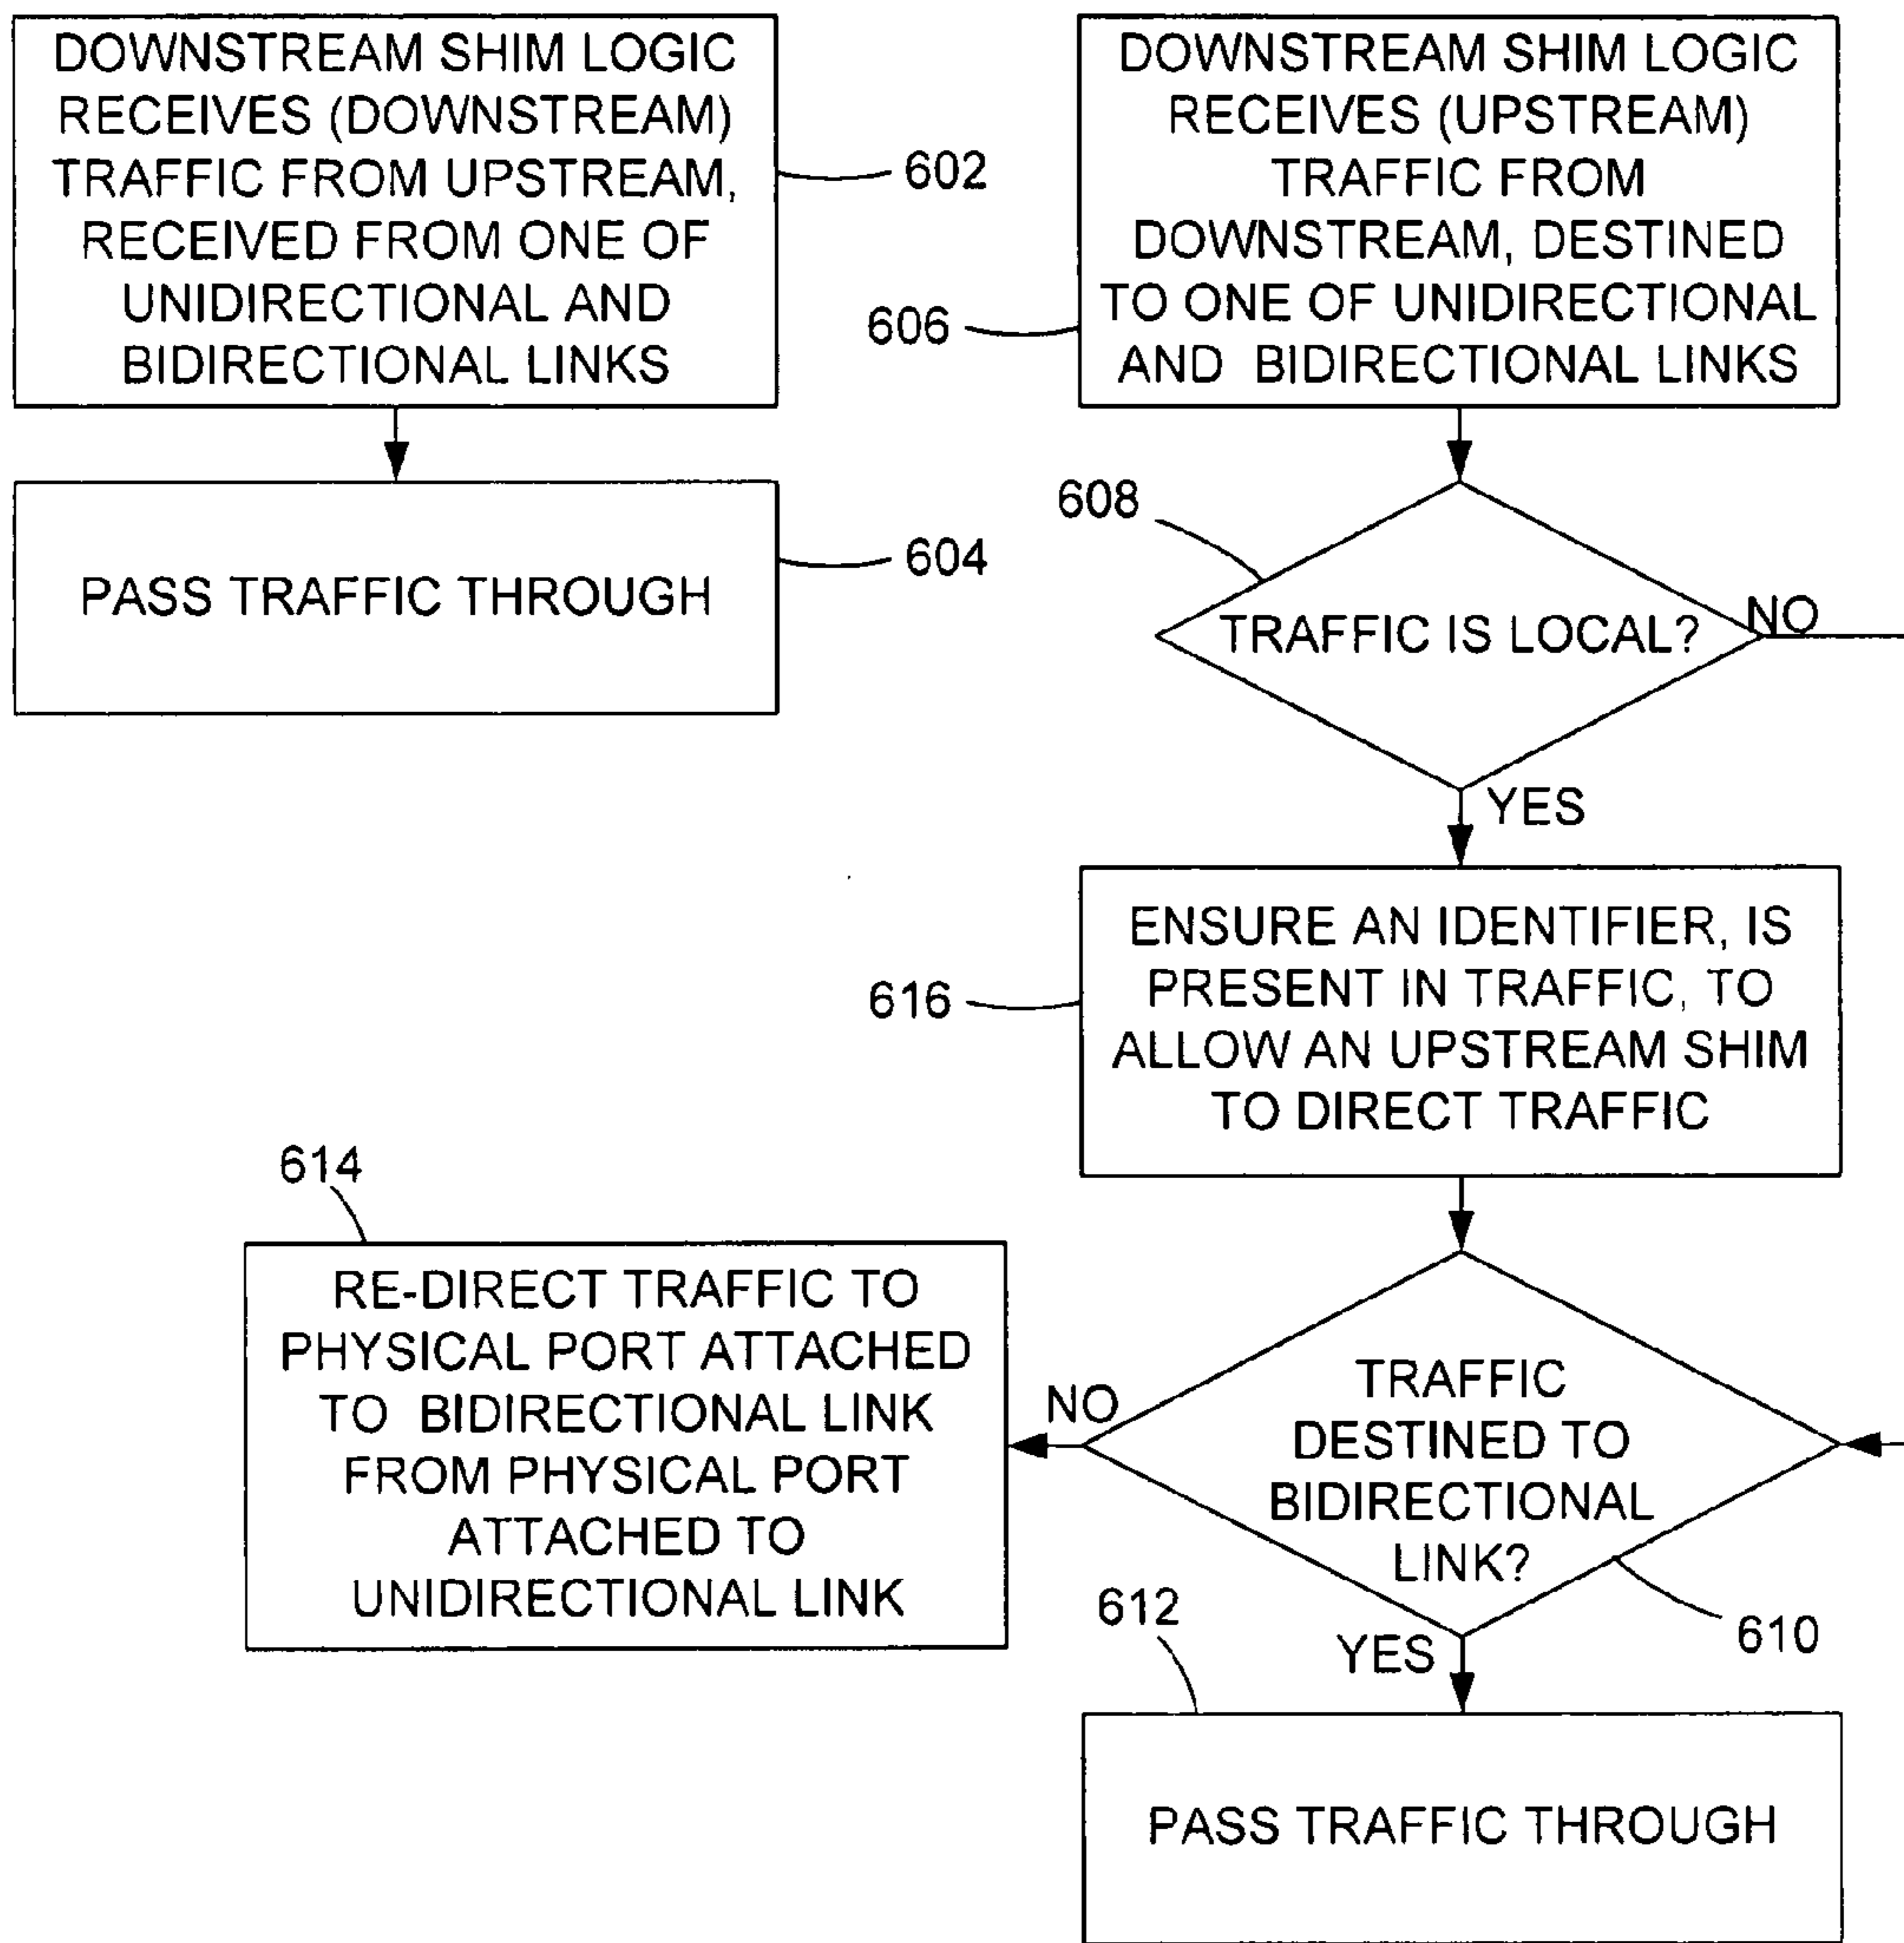 DOWNSTREAM SHIM LOGIC
RECEIVES (DOWNSTREAM)
TRAFFIC FROM UPSTREAM,
RECEIVED FROM ONE OF
UNIDIRECTIONAL AND
BIDIRECTIONAL LINKS
602
PASS TRAFFIC THROUGH
604
DOWNSTREAM SHIM LOGIC
RECEIVES (UPSTREAM)
TRAFFIC FROM
DOWNSTREAM, DESTINED
TO ONE OF UNIDIRECTIONAL
AND BIDIRECTIONAL LINKS
606
608
TRAFFIC IS LOCAL?
NO
YES
ENSURE AN IDENTIFIER, IS
PRESENT IN TRAFFIC, TO
ALLOW AN UPSTREAM SHIM
TO DIRECT TRAFFIC
616
614
RE-DIRECT TRAFFIC TO
PHYSICAL PORT ATTACHED
TO BIDIRECTIONAL LINK
FROM PHYSICAL PORT
ATTACHED TO
UNIDIRECTIONAL LINK
NO
TRAFFIC
DESTINED TO
BIDIRECTIONAL
LINK?
610
612
YES
PASS TRAFFIC THROUGH